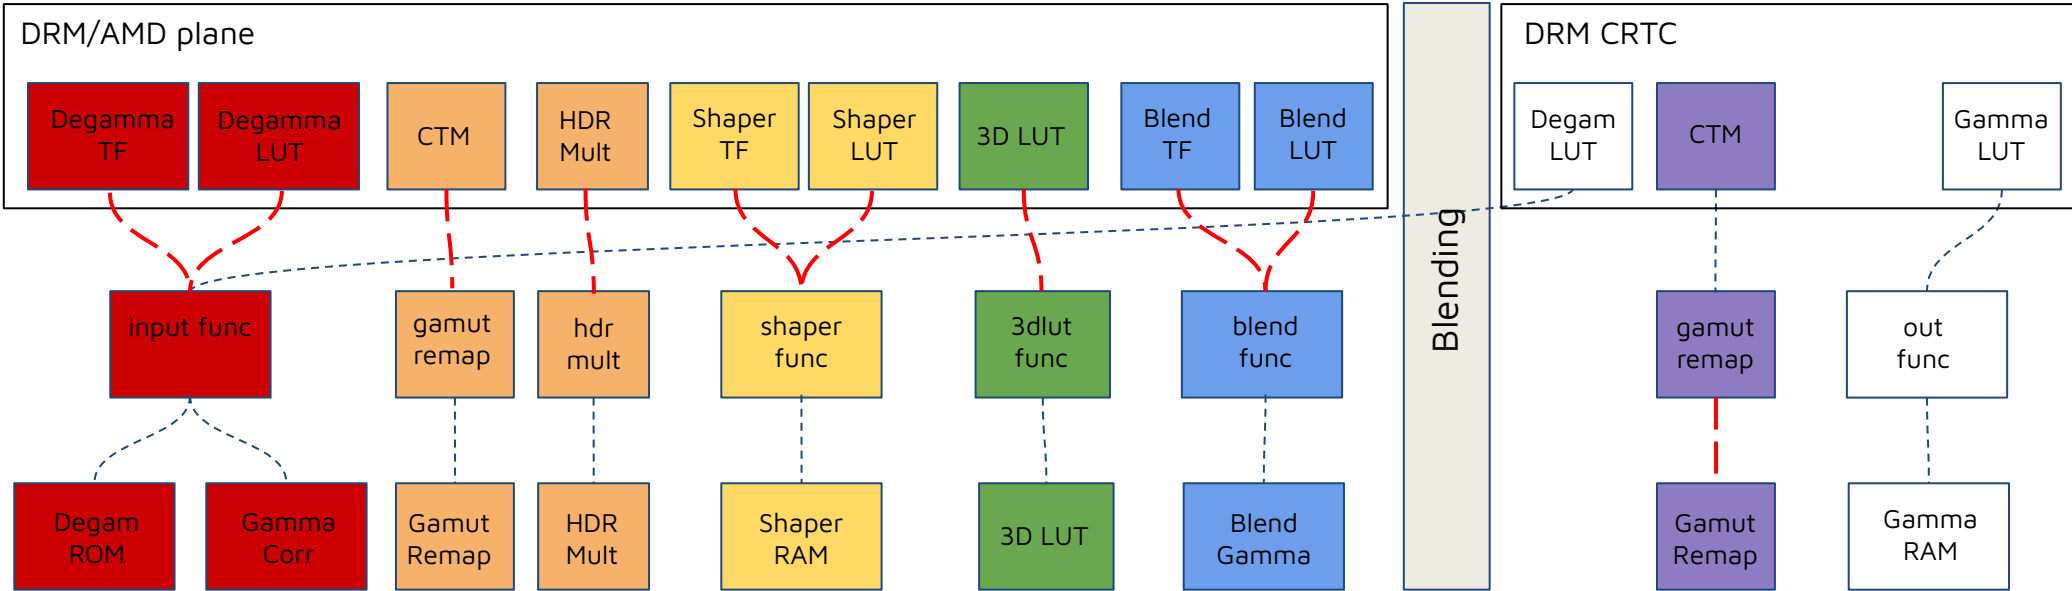 DRM/AMD plane
Degamma
TF
Degamma
LUT
CTM
HDR
Mult
Shaper
TF
Shaper
LUT
3D LUT
Blend
TF
Blend
LUT
Blending
DRM CRTC
Degam
LUT
CTM
Gamma
LUT
input func
gamut
remap
hdr
mult
shaper
func
3dlut
func
blend
func
gamut
remap
out
func
Degam
ROM
Gamma
Corr
Gamut
Remap
HDR
Mult
Shaper
RAM
3D LUT
Blend
Gamma
Gamut
Remap
Gamma
RAM